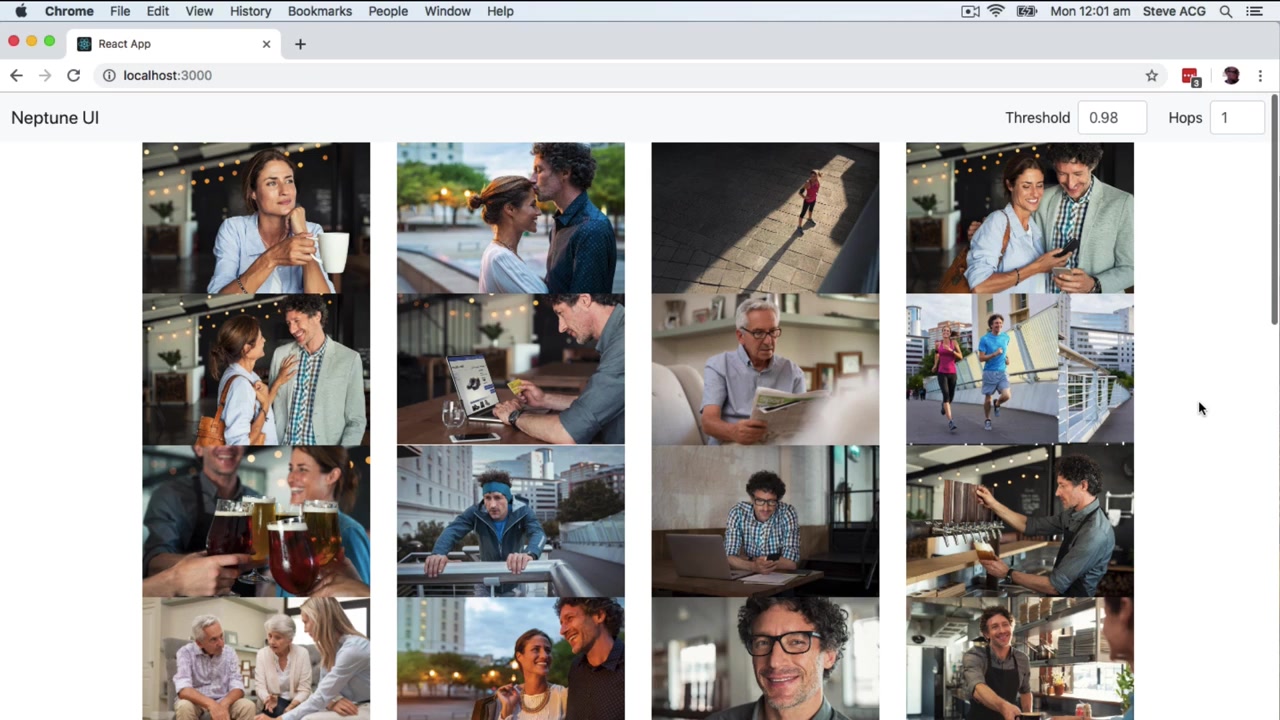 Chrome File Edit View History Bookmarks People Window Help Mon 12:01 am Steve ACG
React App
localhost:3000
3
Neptune UI Threshold 0.98 Hops 1